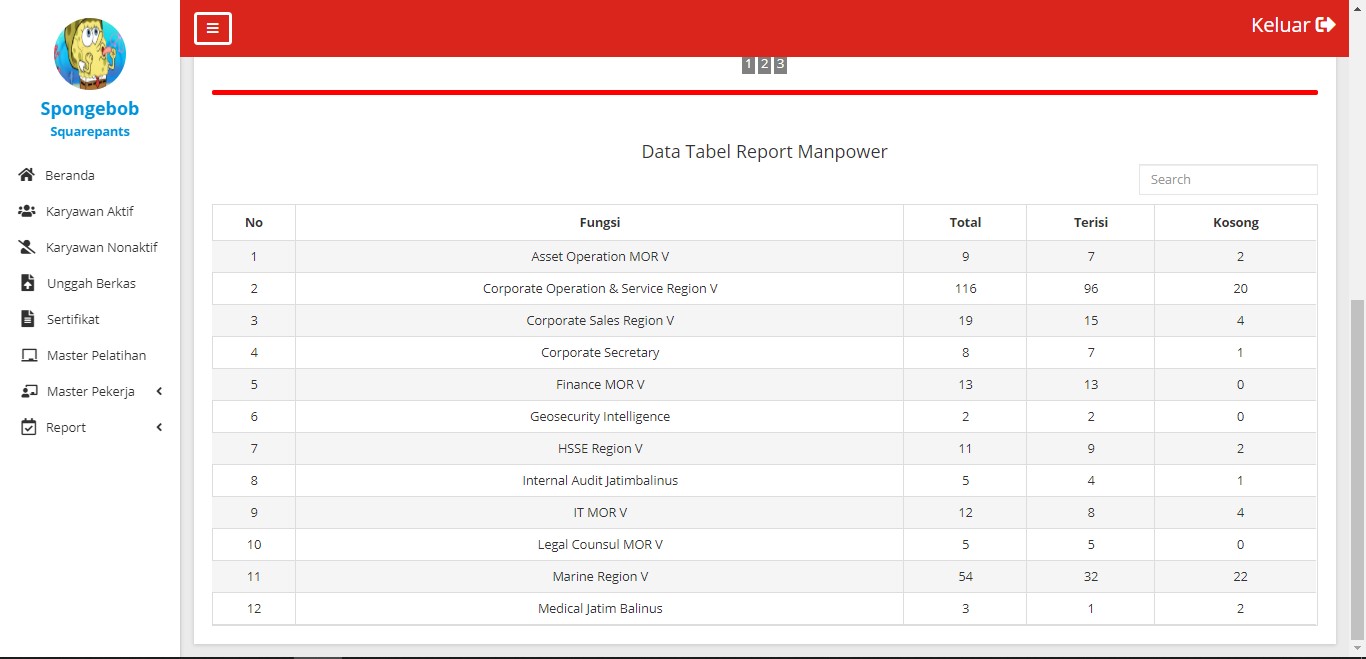 Keluar
1 2 3
Spongebob
Squarepants
Beranda
Karyawan Aktif
Karyawan Nonaktif
Unggah Berkas
Sertifikat
Master Pelatihan
Master Pekerja
Report
Data Tabel Report Manpower
Search
No Fungsi Total Terisi Kosong
1 Asset Operation MOR V 9 7 2
2 Corporate Operation & Service Region V 116 96 20
3 Corporate Sales Region V 19 15 4
4 Corporate Secretary 8 7 1
5 Finance MOR V 13 13 0
6 Geosecurity Intelligence 2 2 0
7 HSSE Region V 11 9 2
8 Internal Audit Jatimbalinus 5 4 1
9 IT MOR V 12 8 4
10 Legal Counsul MOR V 5 5 0
11 Marine Region V 54 32 22
12 Medical Jatim Balinus 3 1 2